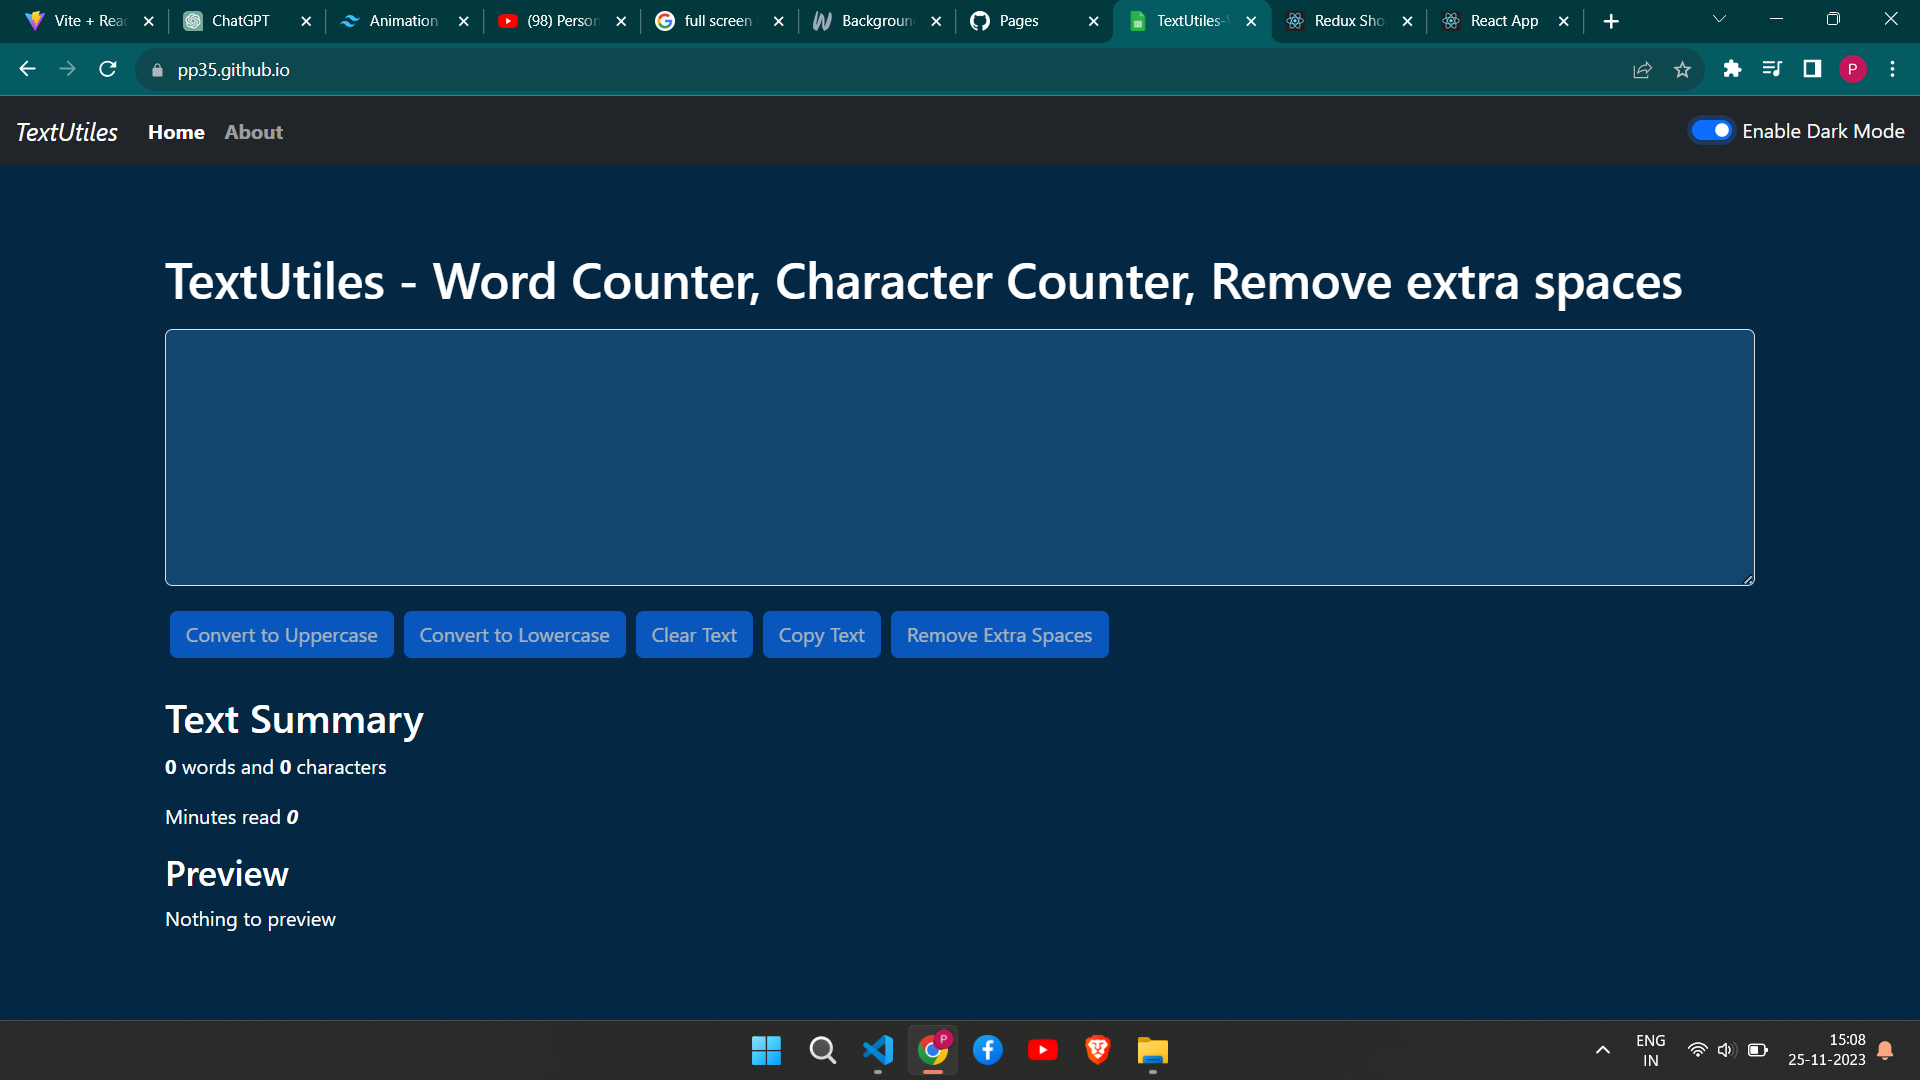 Vite + Rea
ChatGPT
Animation
(98) Person
full screen
Background
Pages
TextUtiles-
Redux Sho
React App
pp35.github.io
P
TextUtiles
Home
About
Enable Dark Mode
TextUtiles - Word Counter, Character Counter, Remove extra spaces
Convert to Uppercase
Convert to Lowercase
Clear Text
Copy Text
Remove Extra Spaces
Text Summary
0 words and 0 characters
Minutes read 0
Preview
Nothing to preview
P
ENG
IN
15:08
25-11-2023